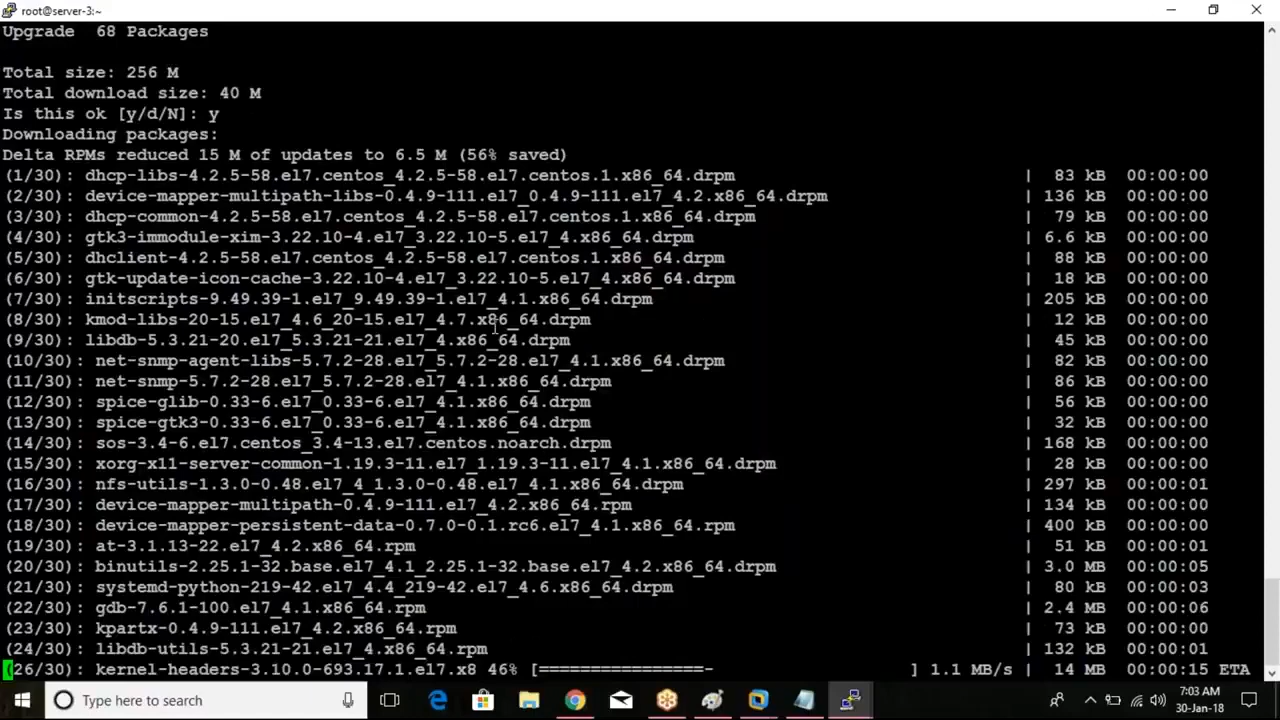 root@server-3:~
Upgrade  68 Packages
Total size: 256 M
Total download size: 40 M
Is this ok [y/d/N]: y
Downloading packages:
Delta RPMs reduced 15 M of updates to 6.5 M (56% saved)
(1/30): dhcp-libs-4.2.5-58.el7.centos_4.2.5-58.el7.centos.1.x86_64.drpm | 83 kB 00:00:00
(2/30): device-mapper-multipath-libs-0.4.9-111.el7_0.4.9-111.el7_4.2.x86_64.drpm | 136 kB 00:00:00
(3/30): dhcp-common-4.2.5-58.el7.centos_4.2.5-58.el7.centos.1.x86_64.drpm | 79 kB 00:00:00
(4/30): gtk3-immodule-xim-3.22.10-4.el7_3.22.10-5.el7_4.x86_64.drpm | 6.6 kB 00:00:00
(5/30): dhclient-4.2.5-58.el7.centos_4.2.5-58.el7.centos.1.x86_64.drpm | 88 kB 00:00:00
(6/30): gtk-update-icon-cache-3.22.10-4.el7_3.22.10-5.el7_4.x86_64.drpm | 18 kB 00:00:00
(7/30): initscripts-9.49.39-1.el7_9.49.39-1.el7_4.1.x86_64.drpm | 205 kB 00:00:00
(8/30): kmod-libs-20-15.el7_4.6_20-15.el7_4.7.x86_64.drpm | 12 kB 00:00:00
(9/30): libdb-5.3.21-20.el7_5.3.21-21.el7_4.x86_64.drpm | 45 kB 00:00:00
(10/30): net-snmp-agent-libs-5.7.2-28.el7_5.7.2-28.el7_4.1.x86_64.drpm | 82 kB 00:00:00
(11/30): net-snmp-5.7.2-28.el7_5.7.2-28.el7_4.1.x86_64.drpm | 86 kB 00:00:00
(12/30): spice-glib-0.33-6.el7_0.33-6.el7_4.1.x86_64.drpm | 56 kB 00:00:00
(13/30): spice-gtk3-0.33-6.el7_0.33-6.el7_4.1.x86_64.drpm | 32 kB 00:00:00
(14/30): sos-3.4-6.el7.centos_3.4-13.el7.centos.noarch.drpm | 168 kB 00:00:00
(15/30): xorg-x11-server-common-1.19.3-11.el7_1.19.3-11.el7_4.1.x86_64.drpm | 28 kB 00:00:00
(16/30): nfs-utils-1.3.0-0.48.el7_4_1.3.0-0.48.el7_4.1.x86_64.drpm | 297 kB 00:00:01
(17/30): device-mapper-multipath-0.4.9-111.el7_4.2.x86_64.rpm | 134 kB 00:00:00
(18/30): device-mapper-persistent-data-0.7.0-0.1.rc6.el7_4.1.x86_64.rpm | 400 kB 00:00:00
(19/30): at-3.1.13-22.el7_4.2.x86_64.rpm | 51 kB 00:00:01
(20/30): binutils-2.25.1-32.base.el7_4.1_2.25.1-32.base.el7_4.2.x86_64.drpm | 3.0 MB 00:00:05
(21/30): systemd-python-219-42.el7_4.4_219-42.el7_4.6.x86_64.drpm | 80 kB 00:00:03
(22/30): gdb-7.6.1-100.el7_4.1.x86_64.rpm | 2.4 MB 00:00:06
(23/30): kpartx-0.4.9-111.el7_4.2.x86_64.rpm | 73 kB 00:00:00
(24/30): libdb-utils-5.3.21-21.el7_4.x86_64.rpm | 132 kB 00:00:01
(26/30): kernel-headers-3.10.0-693.17.1.el7.x8 46% [================- ] 1.1 MB/s | 14 MB 00:00:15 ETA
Type here to search
7:03 AM
30-Jan-18